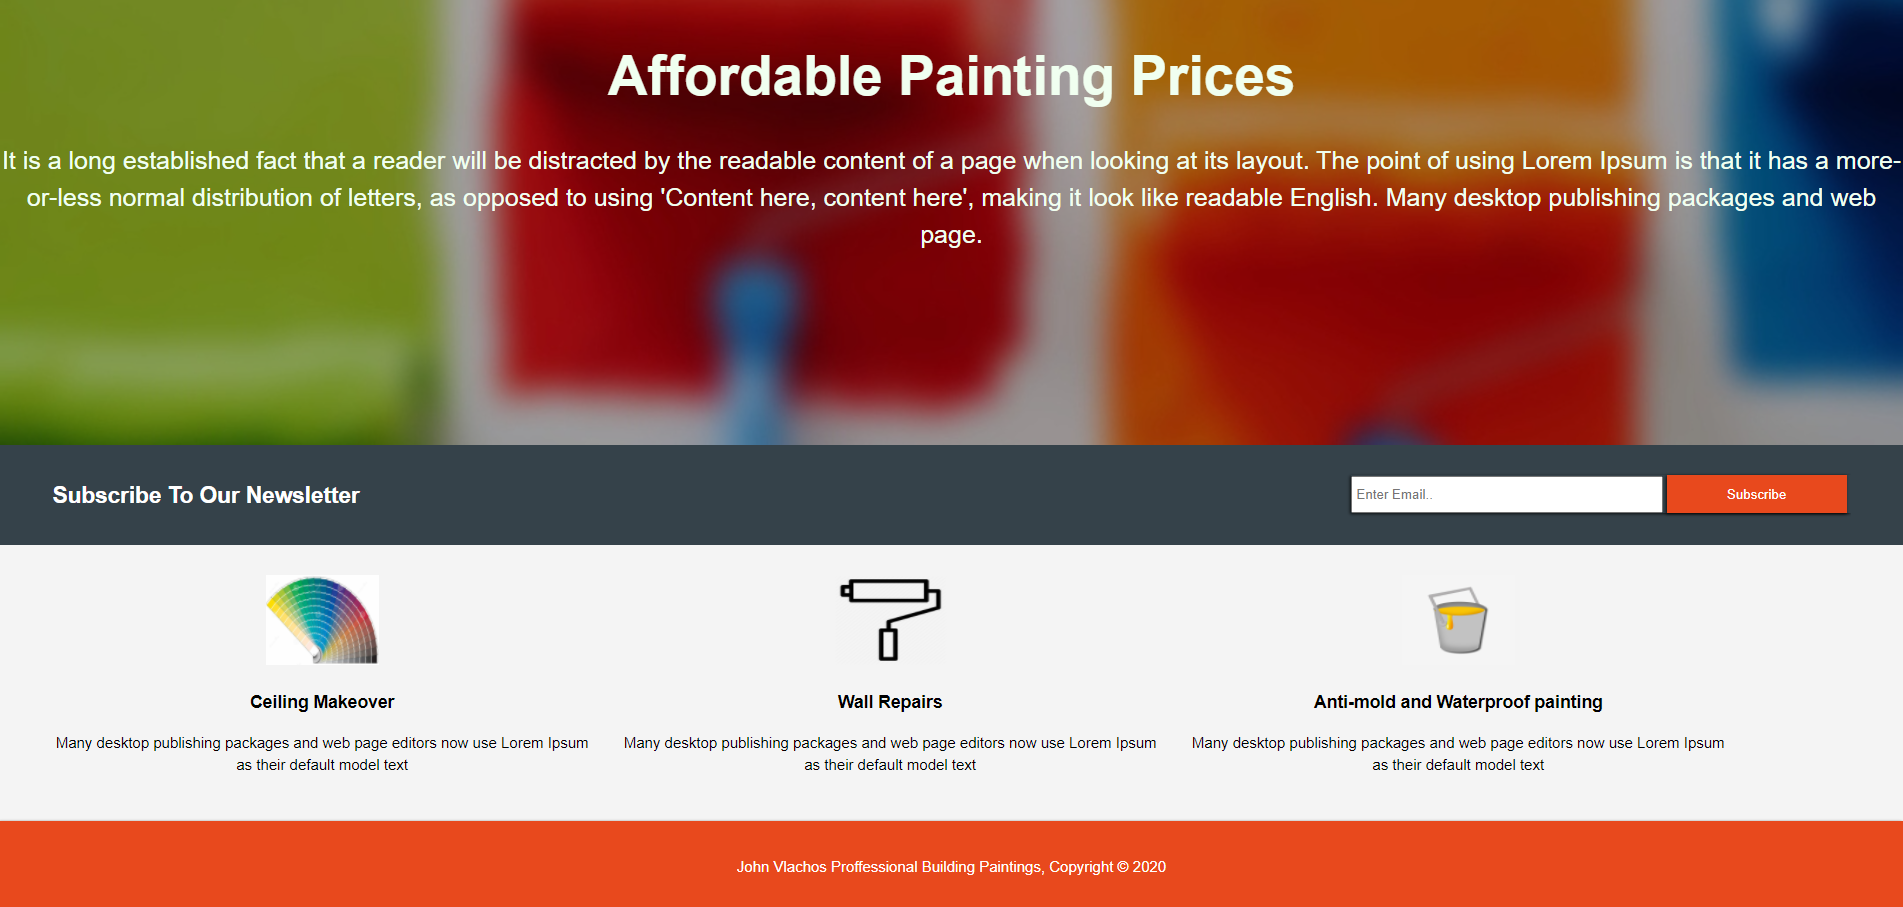 Affordable Painting Prices
It is a long established fact that a reader will be distracted by the readable content of a page when looking at its layout. The point of using Lorem Ipsum is that it has a more-
or-less normal distribution of letters, as opposed to using 'Content here, content here', making it look like readable English. Many desktop publishing packages and web
page.
Subscribe To Our Newsletter
Enter Email..
Subscribe
Ceiling Makeover
Many desktop publishing packages and web page editors now use Lorem Ipsum
as their default model text
Wall Repairs
Many desktop publishing packages and web page editors now use Lorem Ipsum
as their default model text
Anti-mold and Waterproof painting
Many desktop publishing packages and web page editors now use Lorem Ipsum
as their default model text
John Vlachos Proffessional Building Paintings, Copyright © 2020